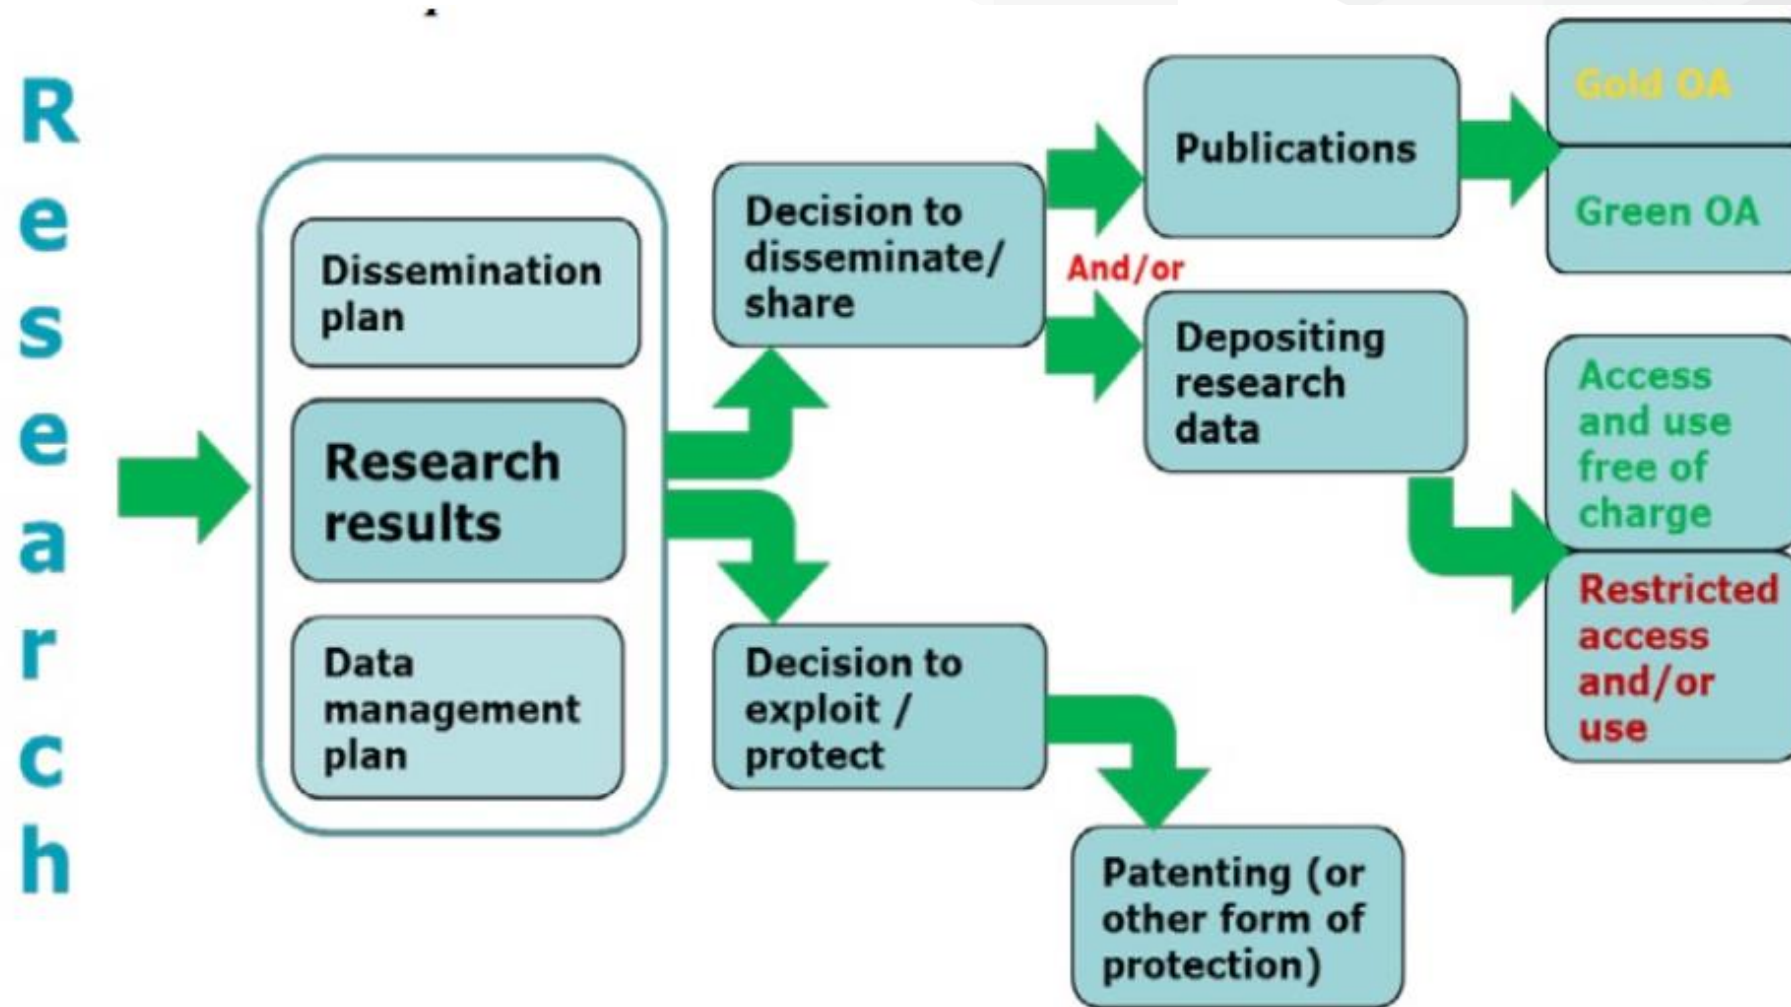 Research
Dissemination
plan
Research
results
Data
management
plan
Decision to
disseminate/
share
And/or
Decision to
exploit /
protect
Publications
Depositing
research
data
Patenting (or
other form of
protection)
Gold OA
Green OA
Access
and use
free of
charge
Restricted
access
and/or
use